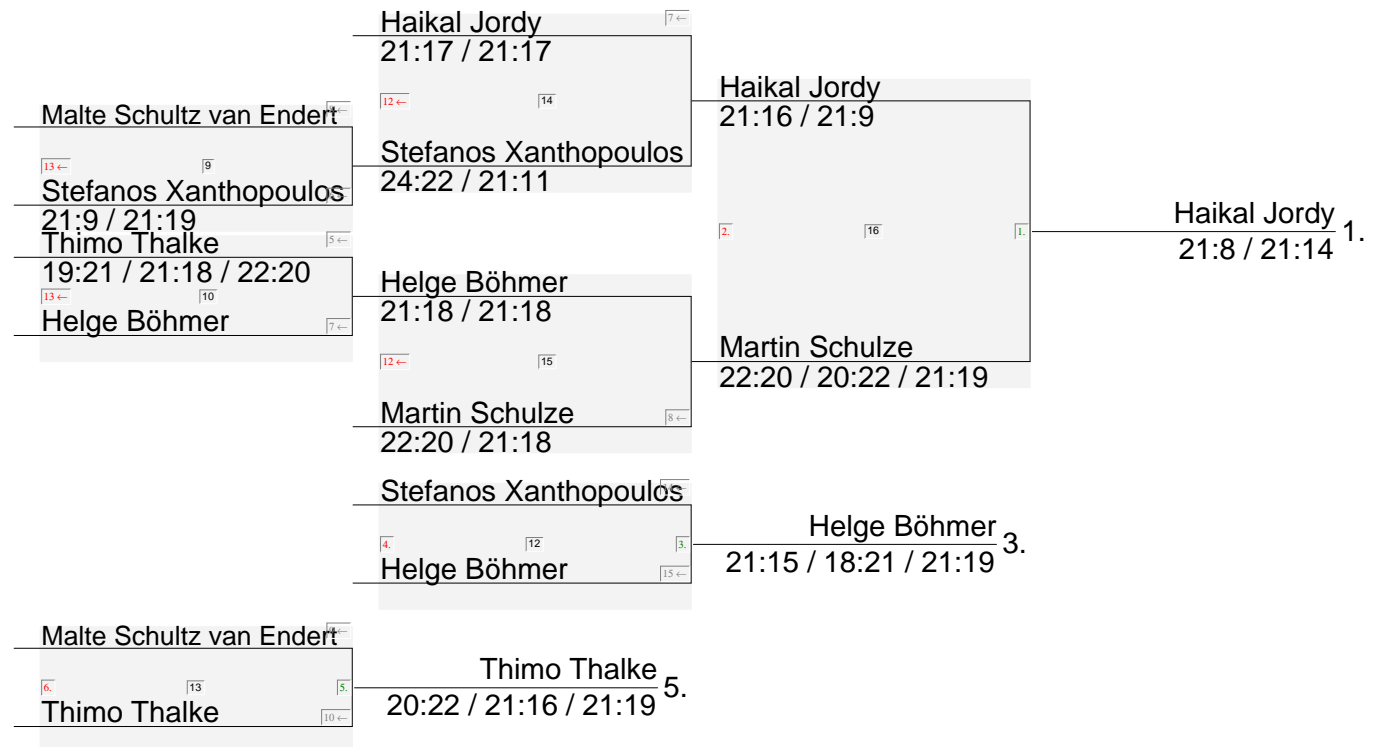 Haikal Jordy 7 ←
21:17 / 21:17
12 ← 14
Stefanos Xanthopoulos
24:22 / 21:11
Malte Schultz van Endert
13 ← 9
Stefanos Xanthopoulos
21:9 / 21:19
Thimo Thalke 5 ←
19:21 / 21:18 / 22:20
13 ← 10
Helge Böhmer 7 ←
Helge Böhmer
21:18 / 21:18
12 ← 15
Martin Schulze 8 ←
22:20 / 21:18
Haikal Jordy
21:16 / 21:9
2. 16 1.
Martin Schulze
22:20 / 20:22 / 21:19
Haikal Jordy
21:8 / 21:14
1.
Stefanos Xanthopoulos
4. 12 3.
Helge Böhmer 15 ←
Helge Böhmer
21:15 / 18:21 / 21:19
3.
Malte Schultz van Endert
6. 13 5.
Thimo Thalke 10 ←
Thimo Thalke
20:22 / 21:16 / 21:19
5.